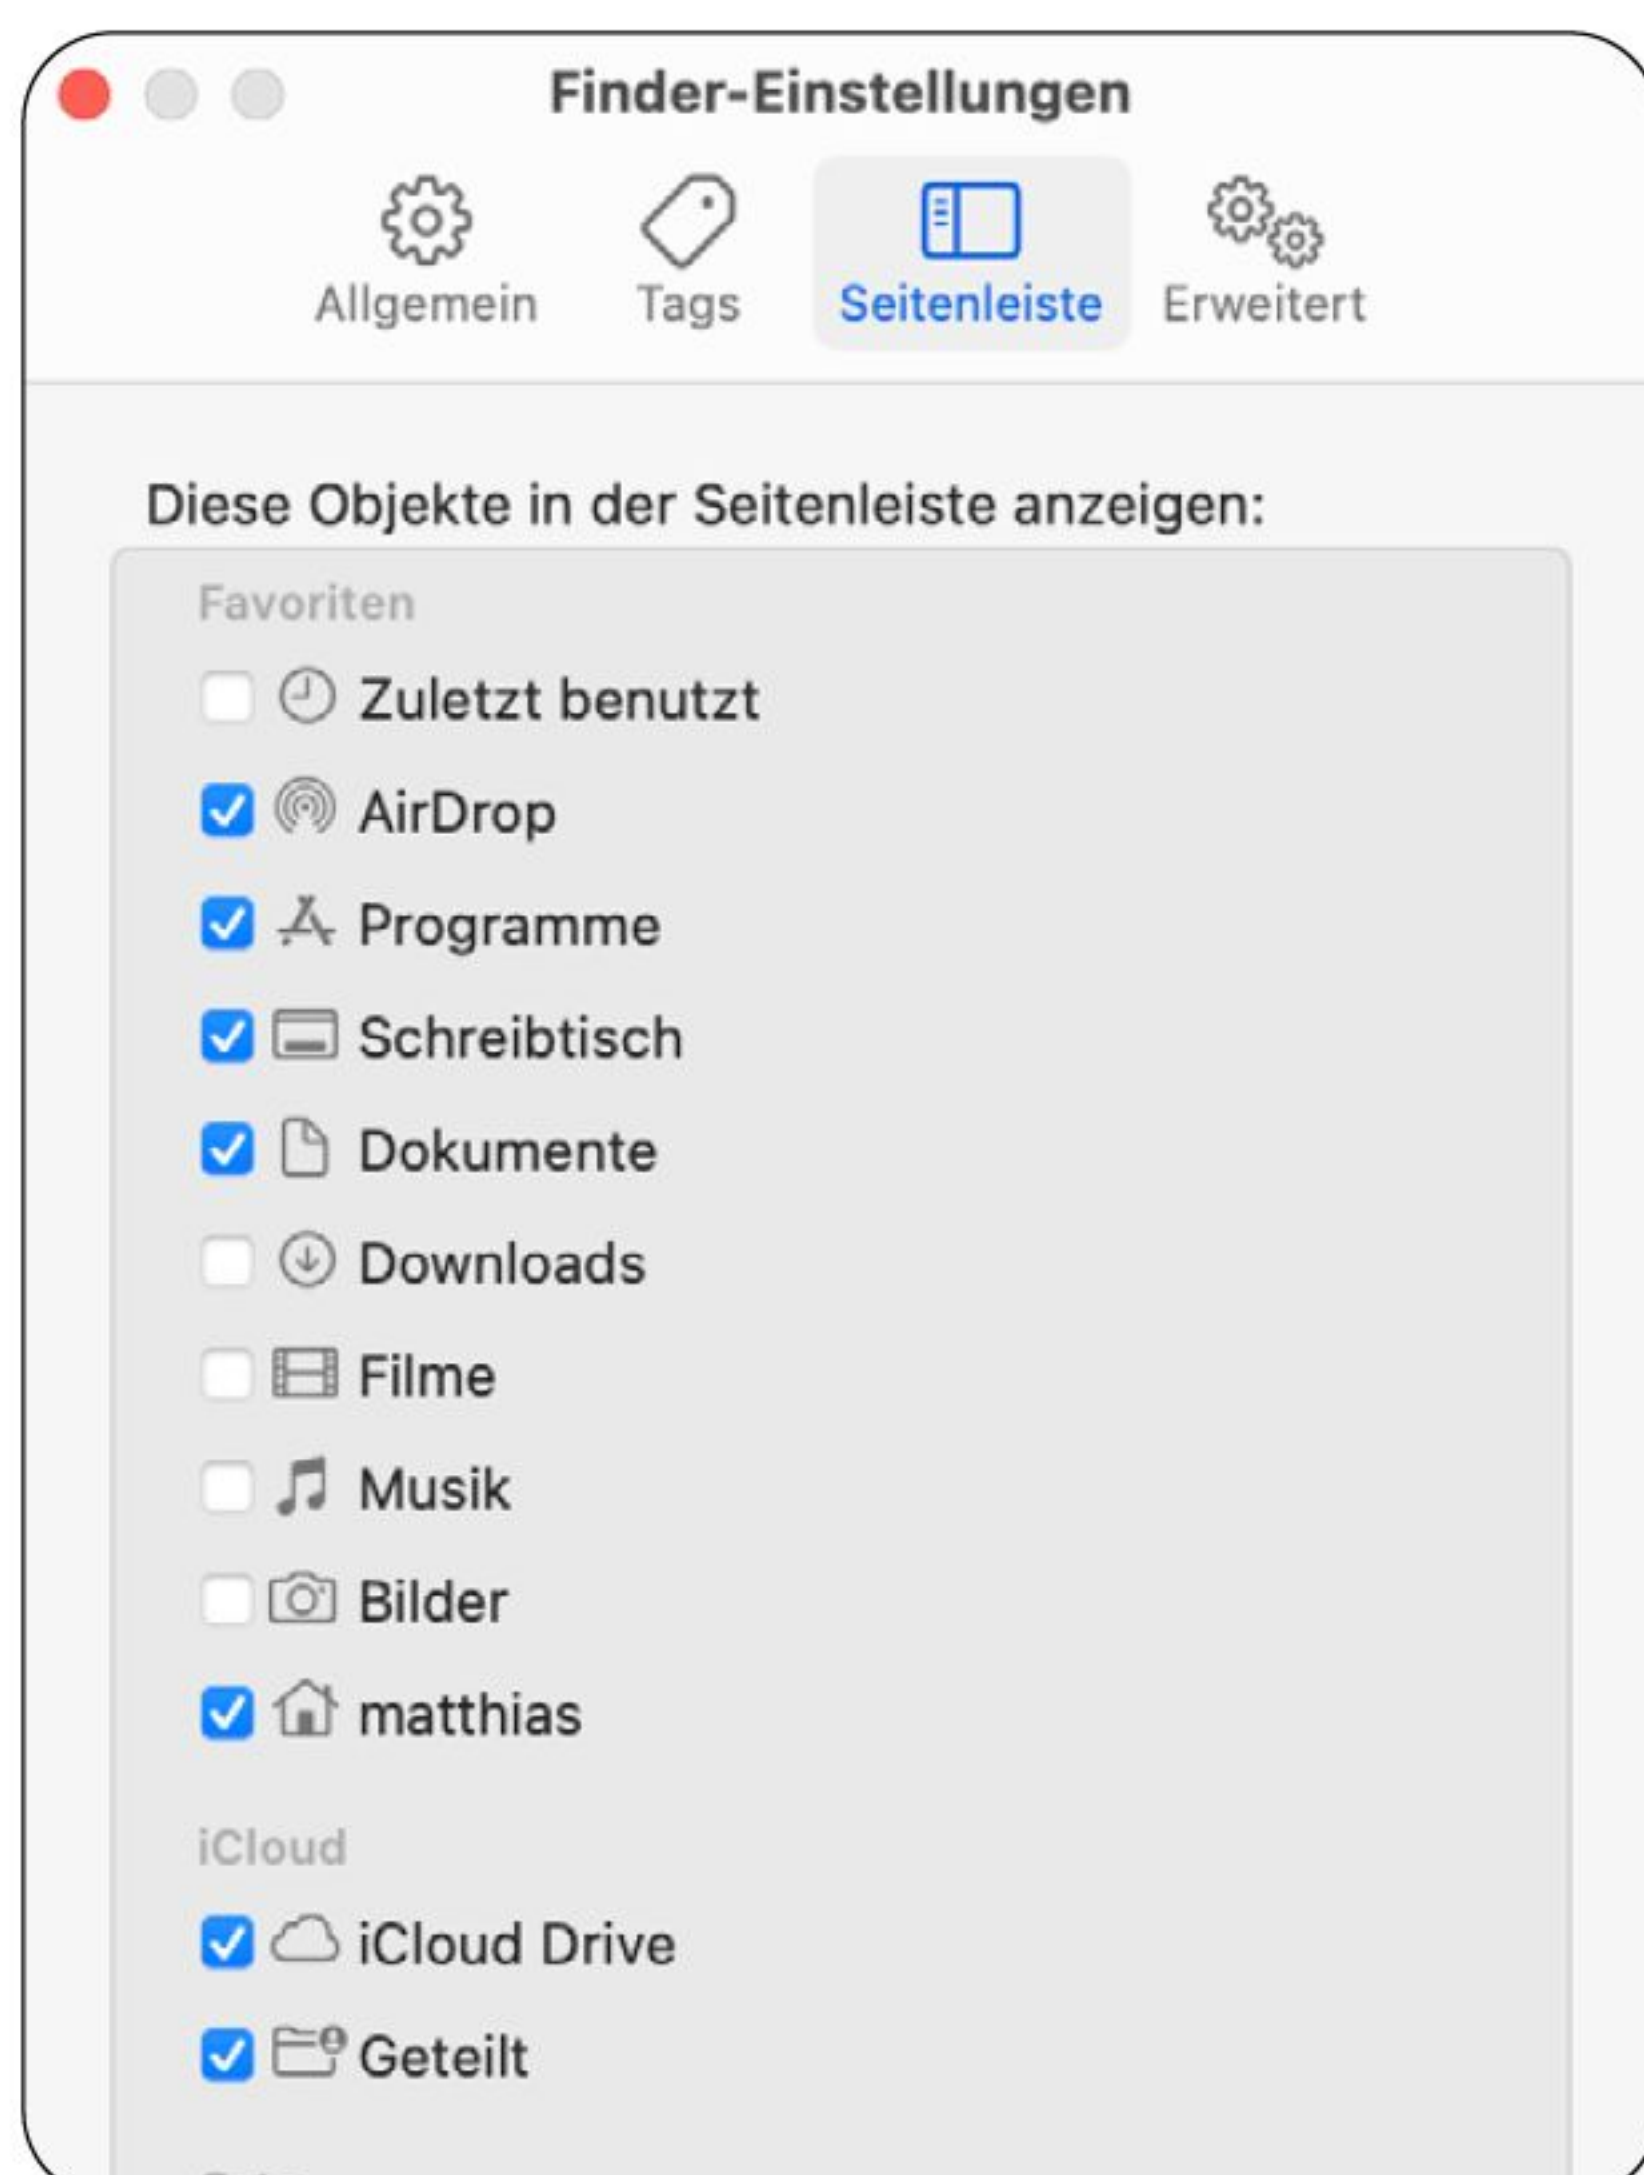 Finder-Einstellungen
Allgemein Tags Seitenleiste Erweitert
Diese Objekte in der Seitenleiste anzeigen:
Favoriten
Zuletzt benutzt
AirDrop
Programme
Schreibtisch
Dokumente
Downloads
Filme
Musik
Bilder
matthias
iCloud
iCloud Drive
Geteilt